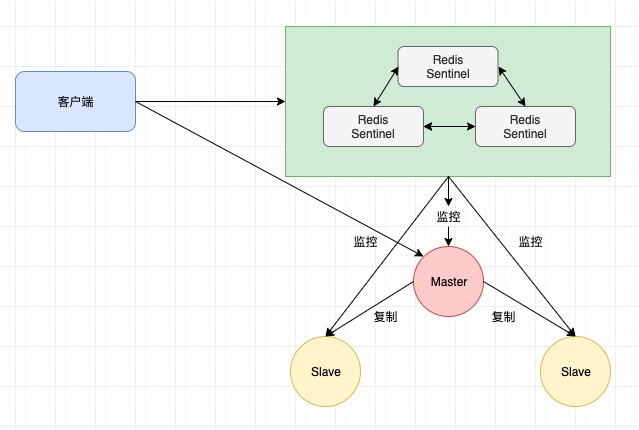 Redis
Sentinel
客户端
Redis
Sentinel
Redis
Sentinel
监控
监控
监控
Master
复制
复制
Slave
Slave